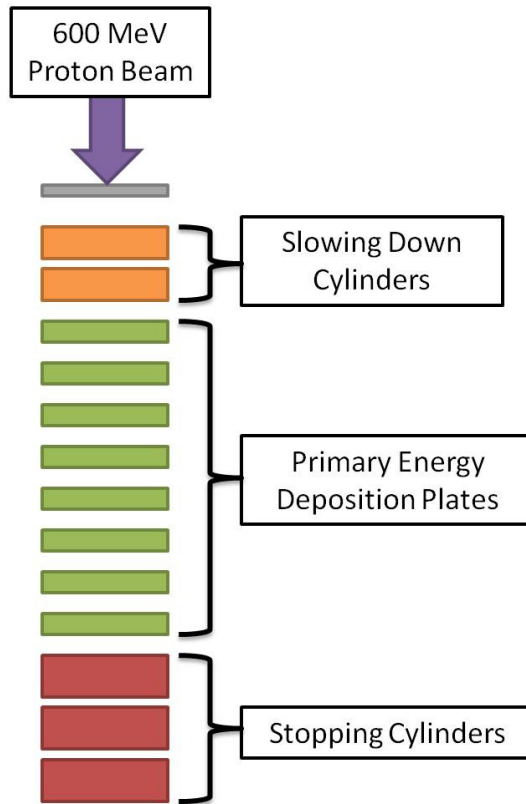 600 MeV
Proton Beam
Slowing Down
Cylinders
Primary Energy
Deposition Plates
Stopping Cylinders